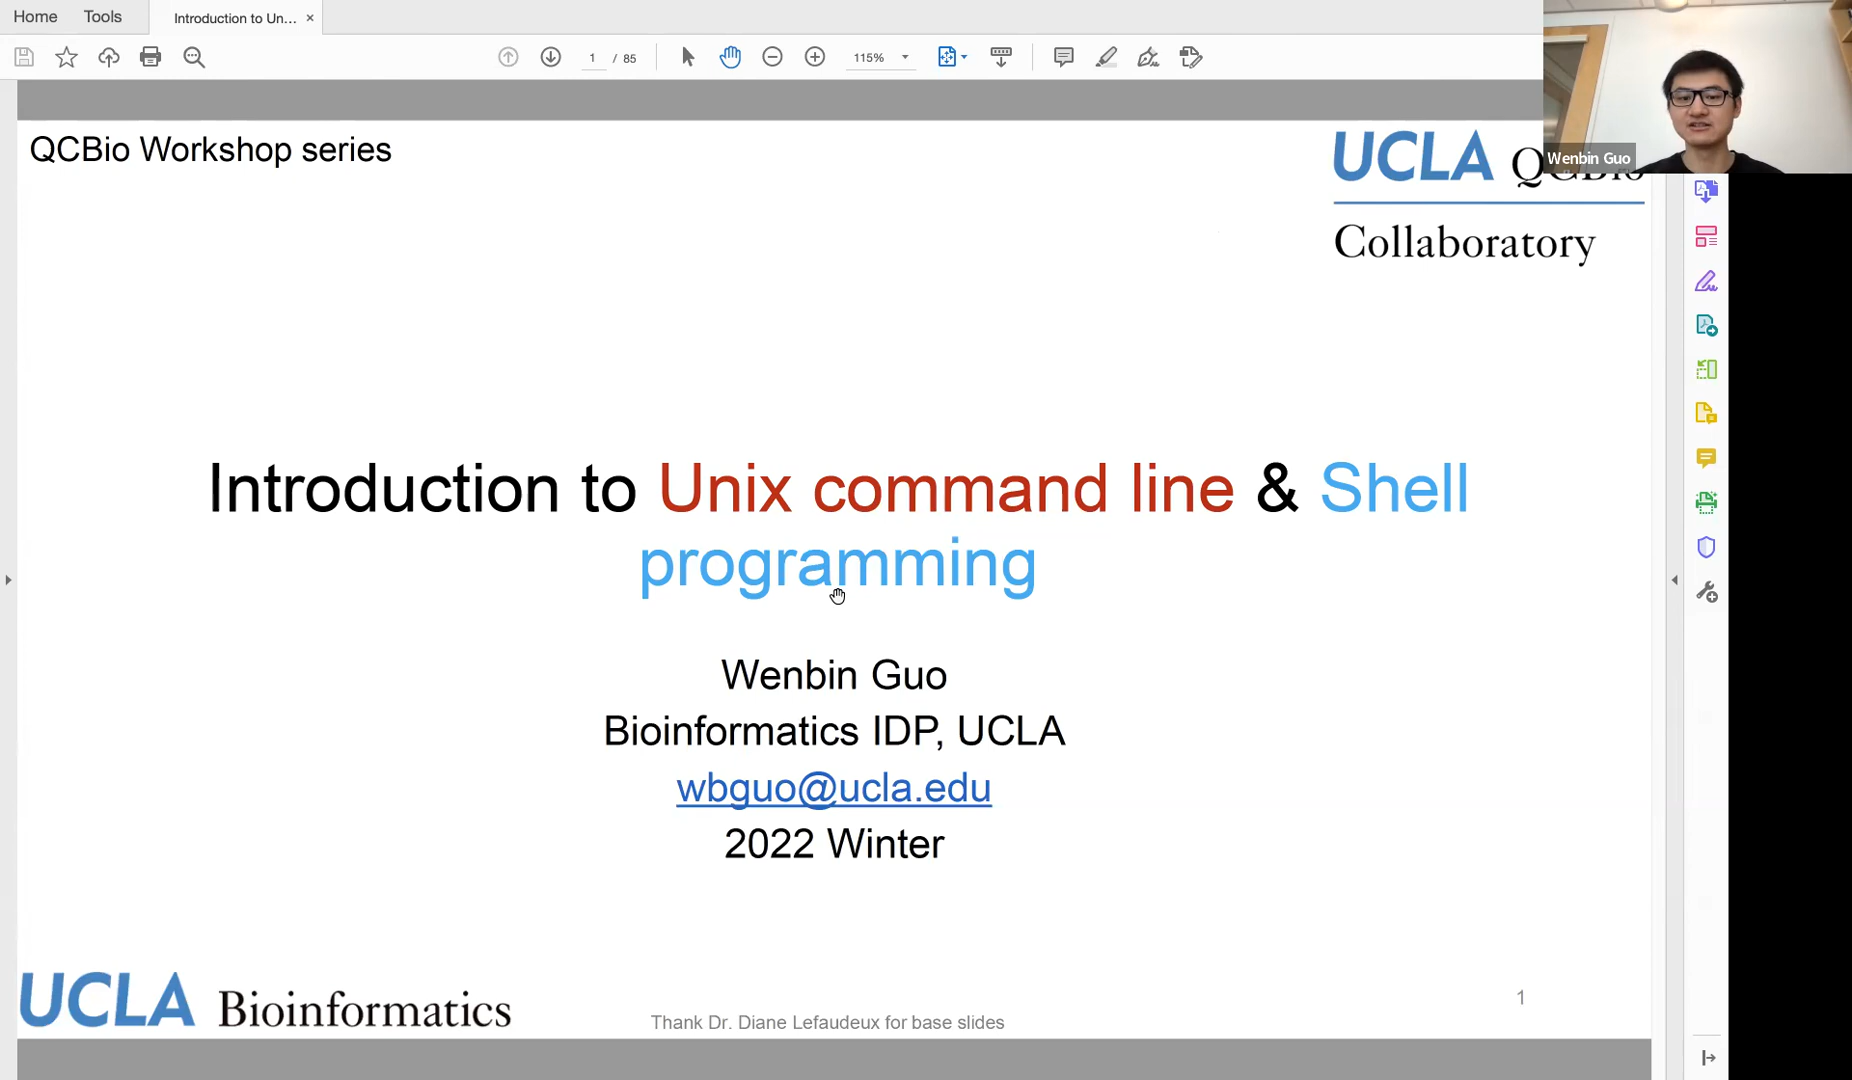 Home Tools Introduction to Un... ×
1 / 85 115%
Wenbin Guo
QCBio Workshop series
UCLA QCBio
Collaboratory
Introduction to Unix command line & Shell
programming
Wenbin Guo
Bioinformatics IDP, UCLA
wbguo@ucla.edu
2022 Winter
UCLA Bioinformatics
Thank Dr. Diane Lefaudeux for base slides
1